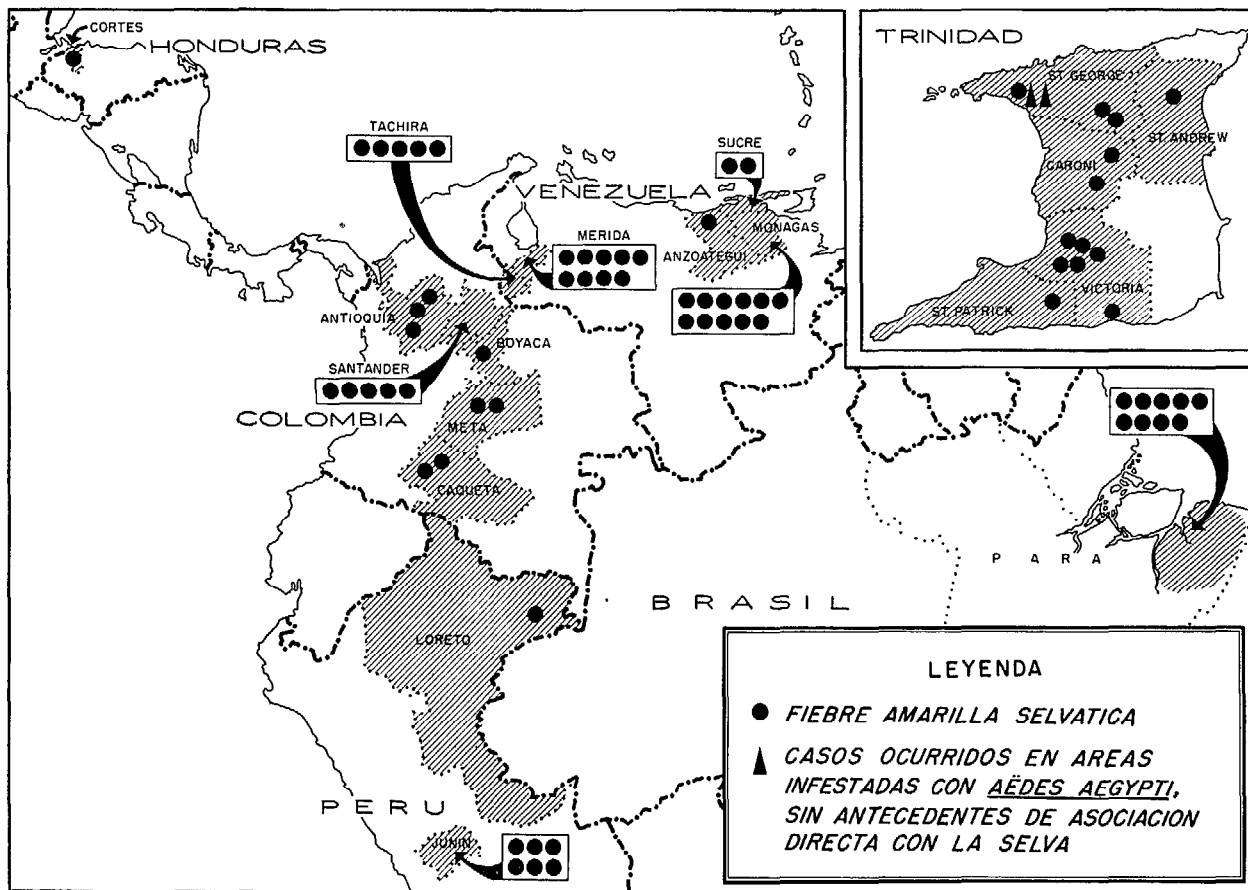 CORTES
HONDURAS
TACHIRA
SUCRE
VENEZUELA
MERIDA
MONAGAS
ANZOATEGUI
ANTIOQUIA
BOYACA
SANTANDER
COLOMBIA
META
CAQUETA
LORETO
PERU
JUNIN
BRASIL
PARA
TRINIDAD
ST GEORGE
ST. ANDREW
CARONI
VICTORIA
ST PATRICK
LEYENDA
FIEBRE AMARILLA SELVATICA
CASOS OCURRIDOS EN AREAS
INFESTADAS CON AËDES AEGYPTI,
SIN ANTECEDENTES DE ASOCIACION
DIRECTA CON LA SELVA